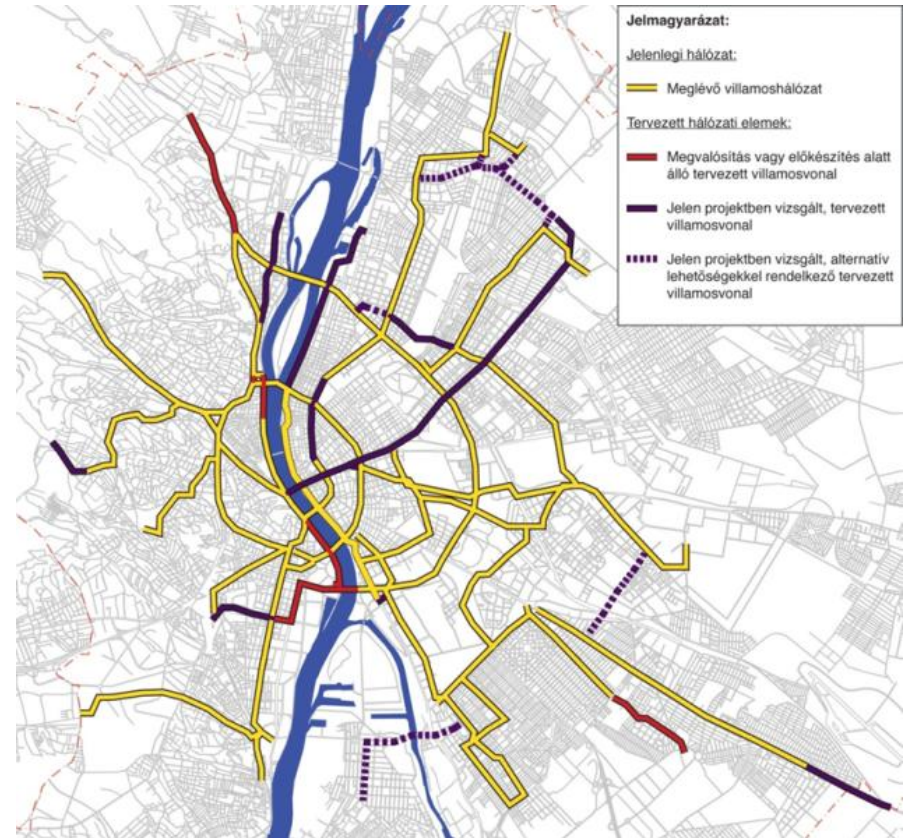 Jelmagyarázat:
Jelenlegi hálózat:
Meglévő villamoshálózat
Tervezett hálózati elemek:
Megvalósítás vagy előkészítés alatt
álló tervezett villamosvonal
Jelen projektben vizsgált, tervezett
villamosvonal
Jelen projektben vizsgált, alternatív
lehetőségekkel rendelkező tervezett
villamosvonal